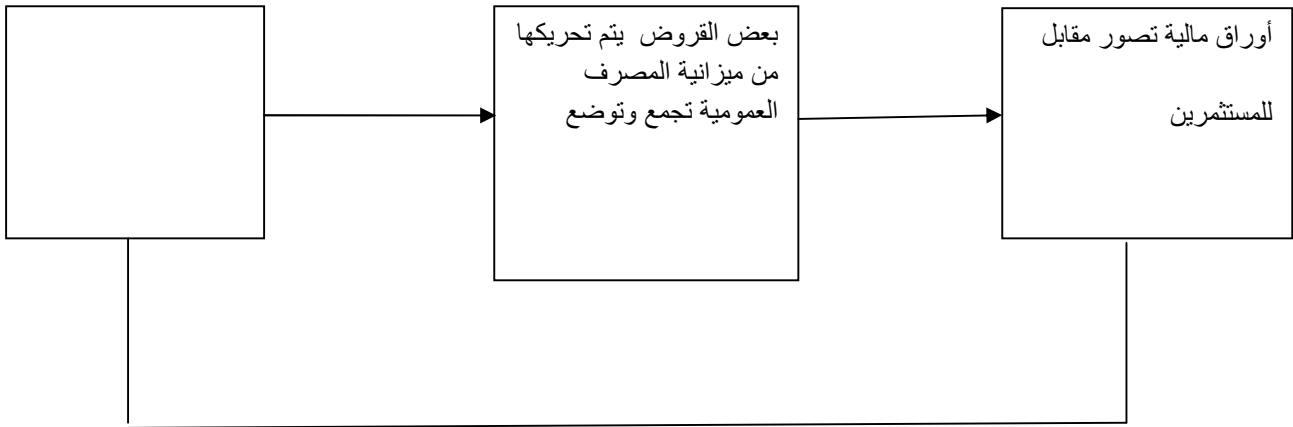 بعض القروض يتم تحريكها
من ميزانية المصرف
العمومية تجمع وتوضع
أوراق مالية تصور مقابل
للمستثمرين